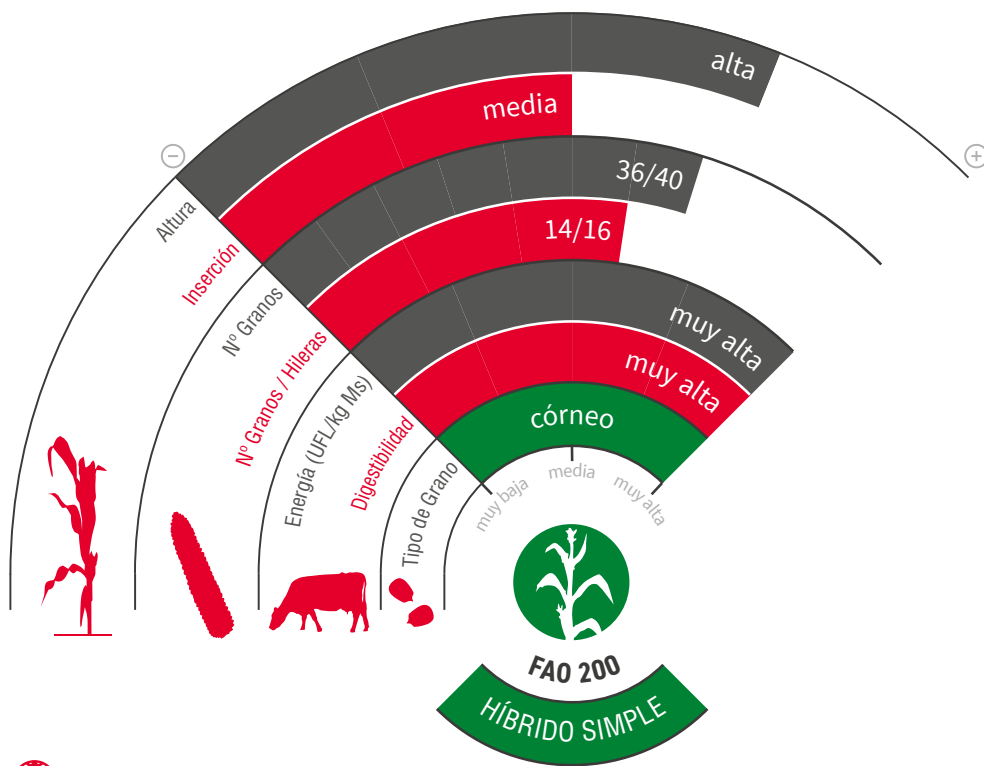 alta
media
36/40
14/16
muy alta
muy alta
córneo
Altura
Inserción
Nº Granos
Nº Granos / Hileras
Energía (UFL/kg Ms)
Digestibilidad
Tipo de Grano
muy baja
media
muy alta
FAO 200
HÍBRIDO SIMPLE